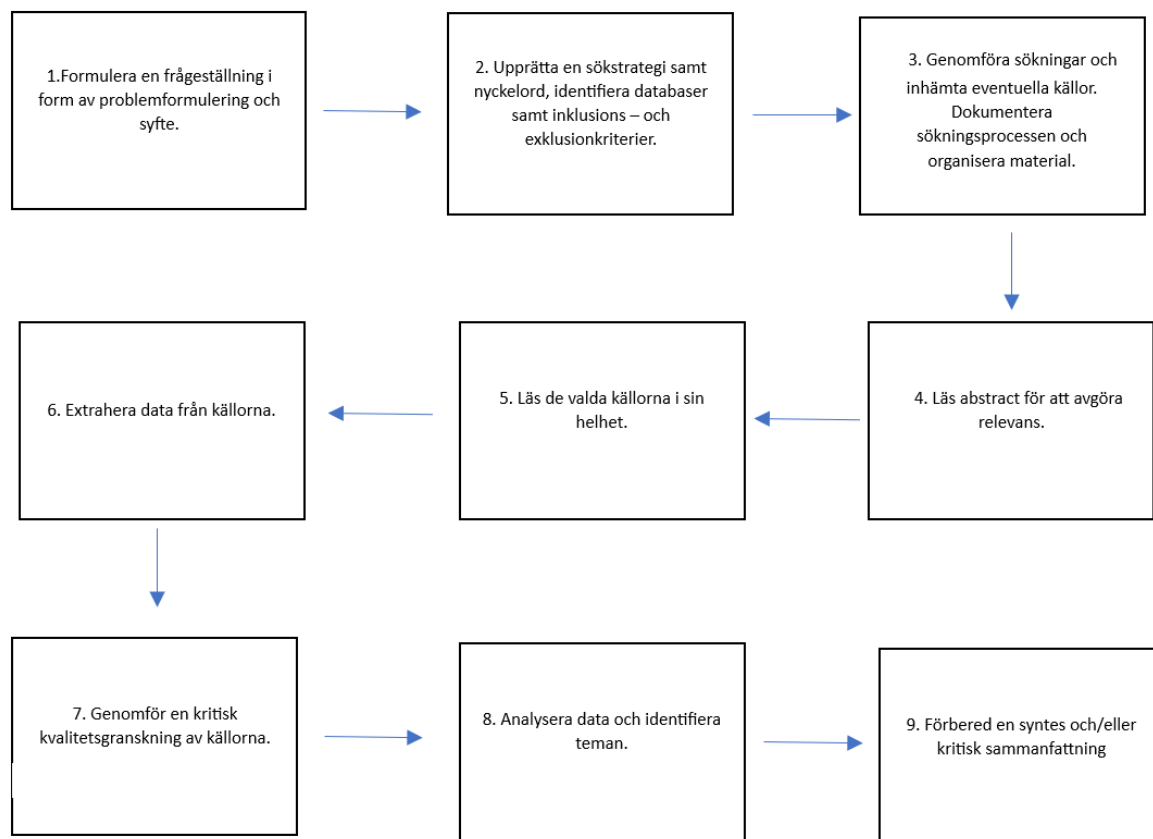 1.Formulera en frågeställning i
form av problemformulering och
syfte.
2. Upprätta en sökstrategi samt
nyckelord, identifiera databaser
samt inklusions – och
exklusionkriterier.
3. Genomföra sökningar och
inhämta eventuella källor.
Dokumentera
sökningsprocessen och
organisera material.
4. Läs abstract för att avgöra
relevans.
5. Läs de valda källorna i sin
helhet.
6. Extrahera data från källorna.
7. Genomför en kritisk
kvalitetsgranskning av källorna.
8. Analysera data och identifiera
teman.
9. Förbered en syntes och/eller
kritisk sammanfattning